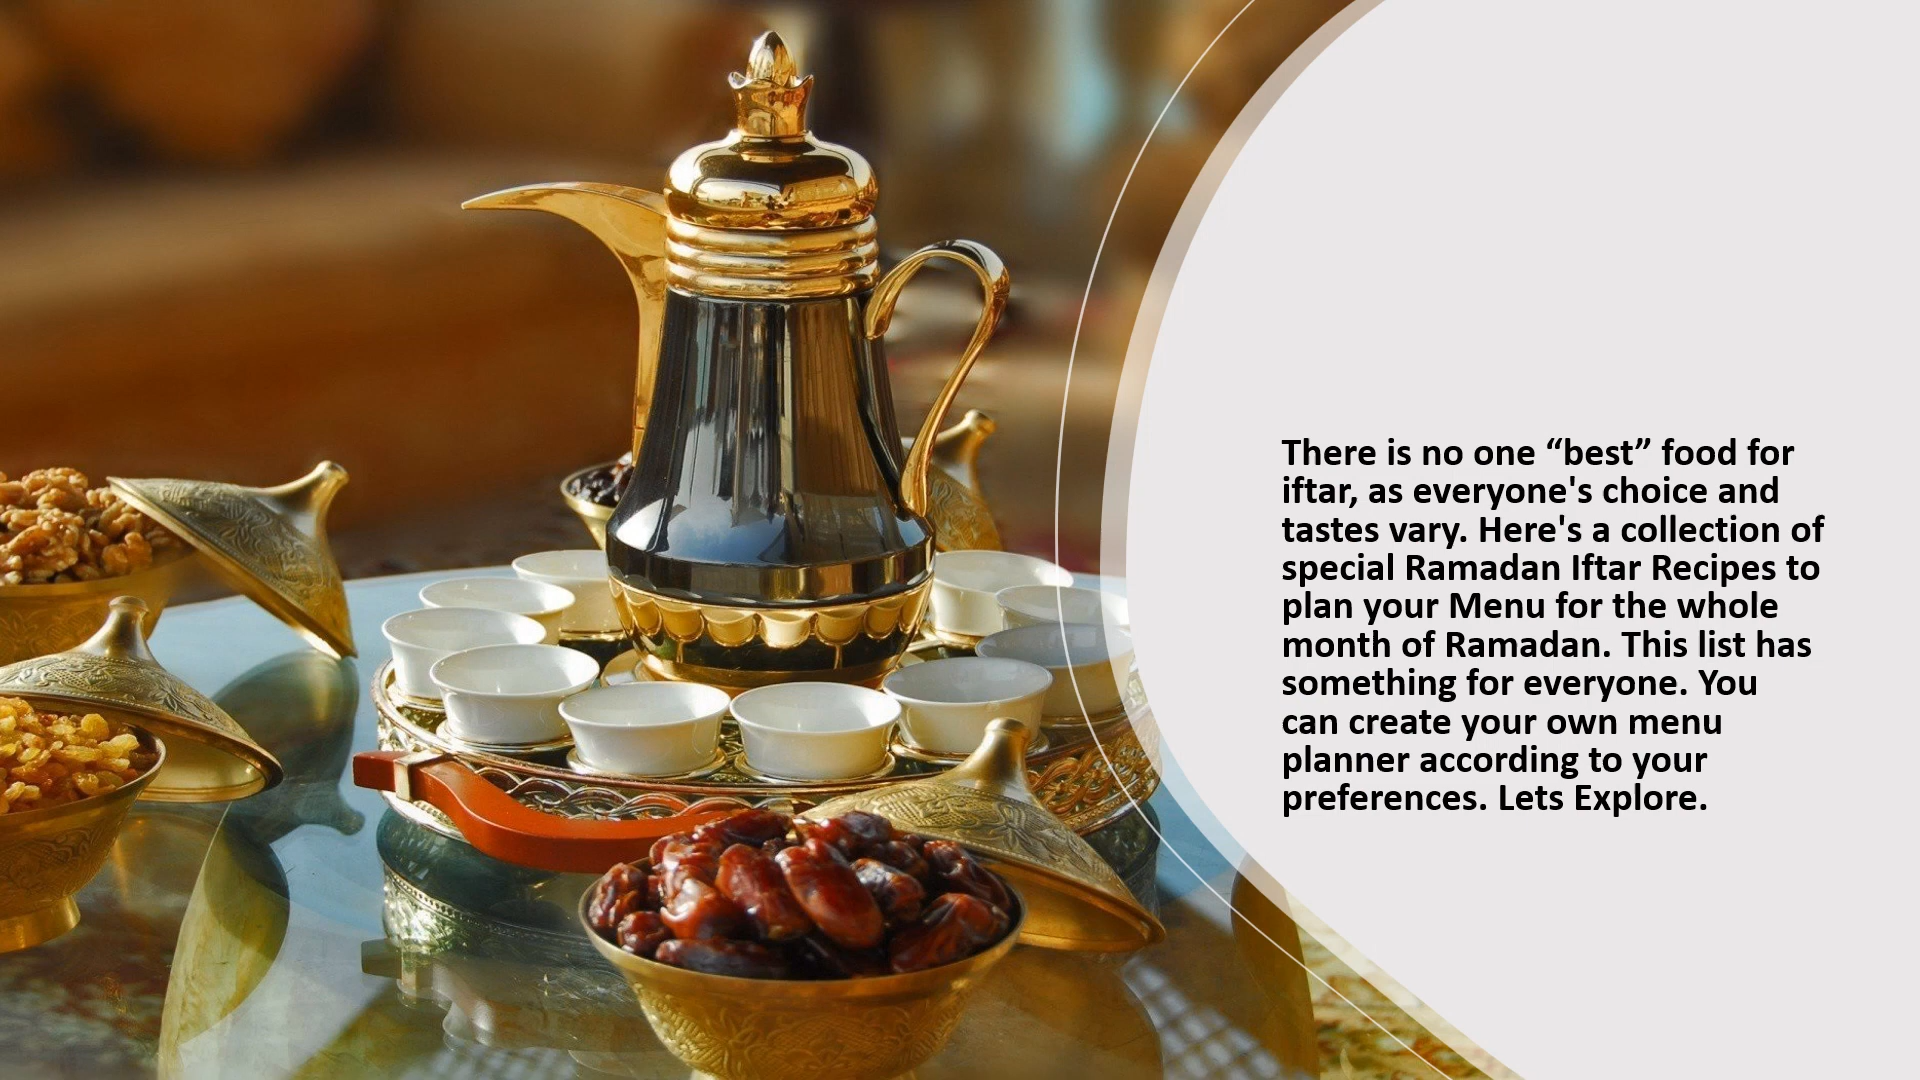 There is no one “best” food for
iftar, as everyone's choice and
tastes vary. Here's a collection of
special Ramadan Iftar Recipes to
plan your Menu for the whole
month of Ramadan. This list has
something for everyone. You
can create your own menu
planner according to your
preferences. Lets Explore.